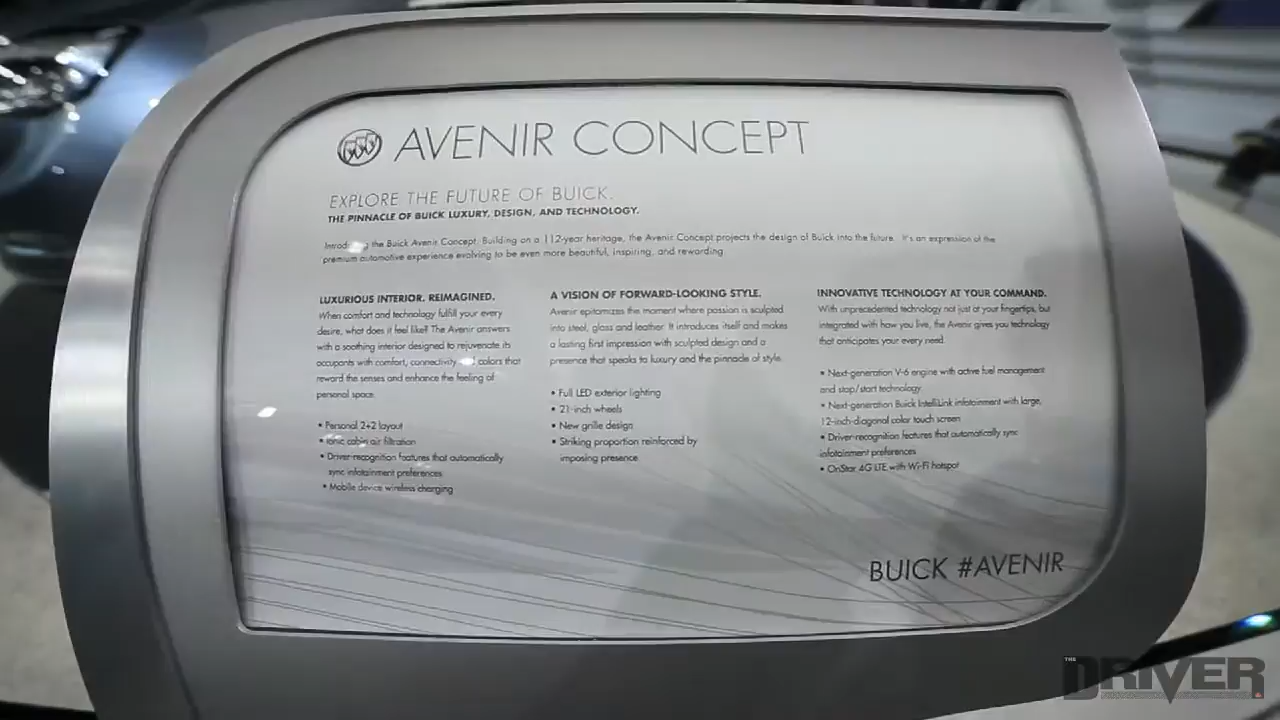 AVENIR CONCEPT
EXPLORE THE FUTURE OF BUICK.
THE PINNACLE OF BUICK LUXURY, DESIGN, AND TECHNOLOGY.
the Buick Avenir Concept. Building on a 112-year heritage, the Avenir Concept projects the design of Buick into the future. It's an expression of the
premium automotive experience evolving to be even more beautiful, inspiring, and rewarding.
LUXURIOUS INTERIOR. REIMAGINED.
When comfort and technology fulfill your every
desire, what does it feel like? The Avenir answers
with a soothing interior designed to rejuvenate its
occupants with comfort, connectivity colors that
reward the senses and enhance the feeling of
personal space.
• Personal 2+2 layout
• Ionic cabin air filtration
• Driver-recognition features that automatically
sync infotainment preferences
• Mobile device wireless charging
A VISION OF FORWARD-LOOKING STYLE.
Avenir epitomizes the moment where passion is sculpted
into steel, glass and leather. It introduces itself and makes
a lasting first impression with sculpted design and a
presence that speaks to luxury and the pinnacle of style.
• Full LED exterior lighting
• 21-inch wheels
• New grille design
• Striking proportion reinforced by
imposing presence
INNOVATIVE TECHNOLOGY AT YOUR COMMAND.
With unprecedented technology not just at your fingertips, but
integrated with how you live, the Avenir gives you technology
that anticipates your every need.
• Next-generation V-6 engine with active fuel management
and stop/start technology
• Next-generation Buick IntelliLink infotainment with large,
12-inch-diagonal color touch screen
• Driver-recognition features that automatically sync
infotainment preferences
• OnStar 4G LTE with Wi-Fi hotspot
BUICK #AVENIR
THE DRIVER